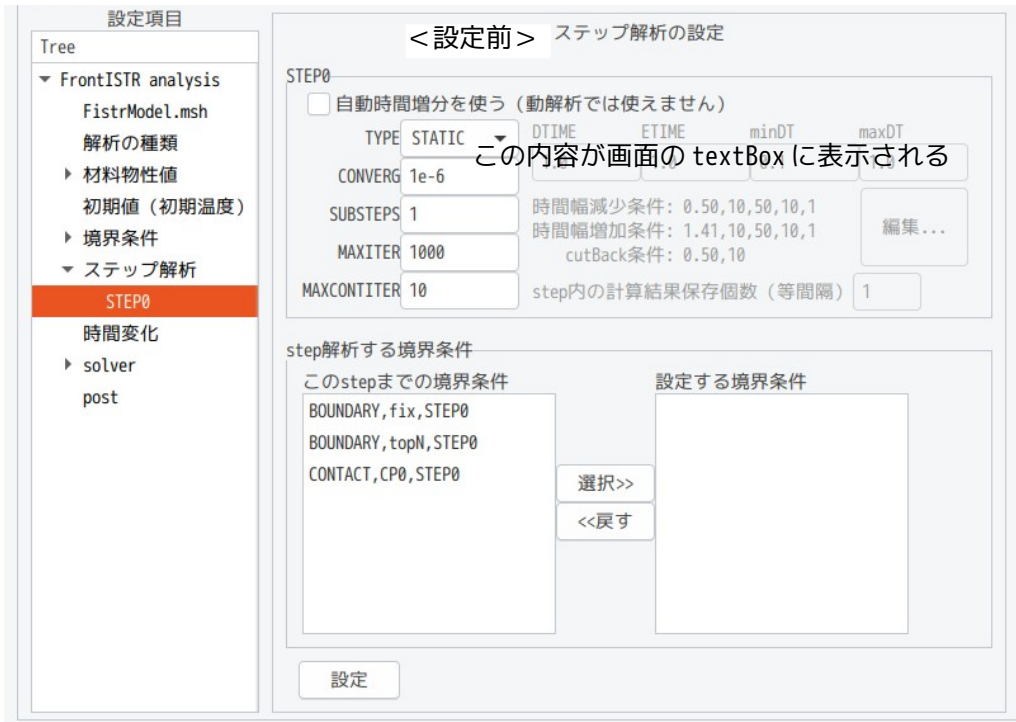 設定項目
Tree
FrontISTR analysis
FistrModel.msh
解析の種類
材料物性値
初期値（初期温度）
境界条件
ステップ解析
STEP0
時間変化
solver
post
＜設定前＞ ステップ解析の設定
STEP0
自動時間増分を使う（動解析では使えません）
TYPE STATIC DTIME ETIME minDT maxDT
この内容が画面の textBox に表示される
CONVERG 1e-6
SUBSTEPS 1 時間幅減少条件: 0.50,10,50,10,1
時間幅増加条件: 1.41,10,50,10,1 編集...
MAXITER 1000 cutBack条件: 0.50,10
MAXCONTITER 10 step内の計算結果保存個数（等間隔） 1
step解析する境界条件
このstepまでの境界条件 設定する境界条件
BOUNDARY,fix,STEP0
BOUNDARY,topN,STEP0
CONTACT,CP0,STEP0
選択>>
<<戻す
設定